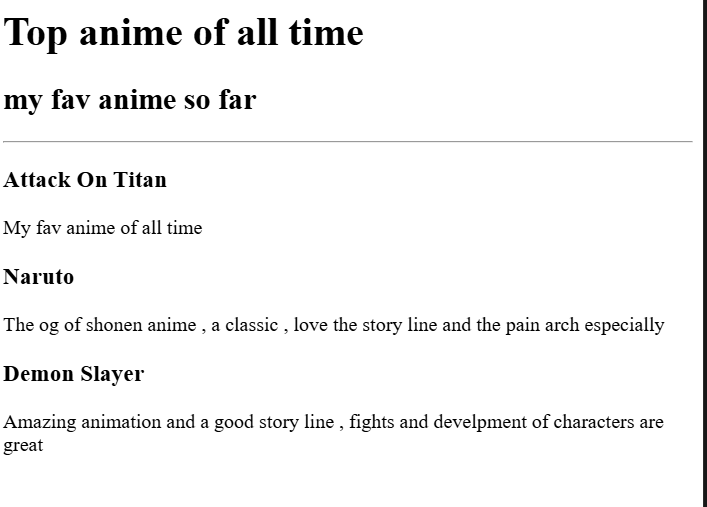 Top anime of all time
my fav anime so far
Attack On Titan
My fav anime of all time
Naruto
The og of shonen anime , a classic , love the story line and the pain arch especially
Demon Slayer
Amazing animation and a good story line , fights and develpment of characters are
great